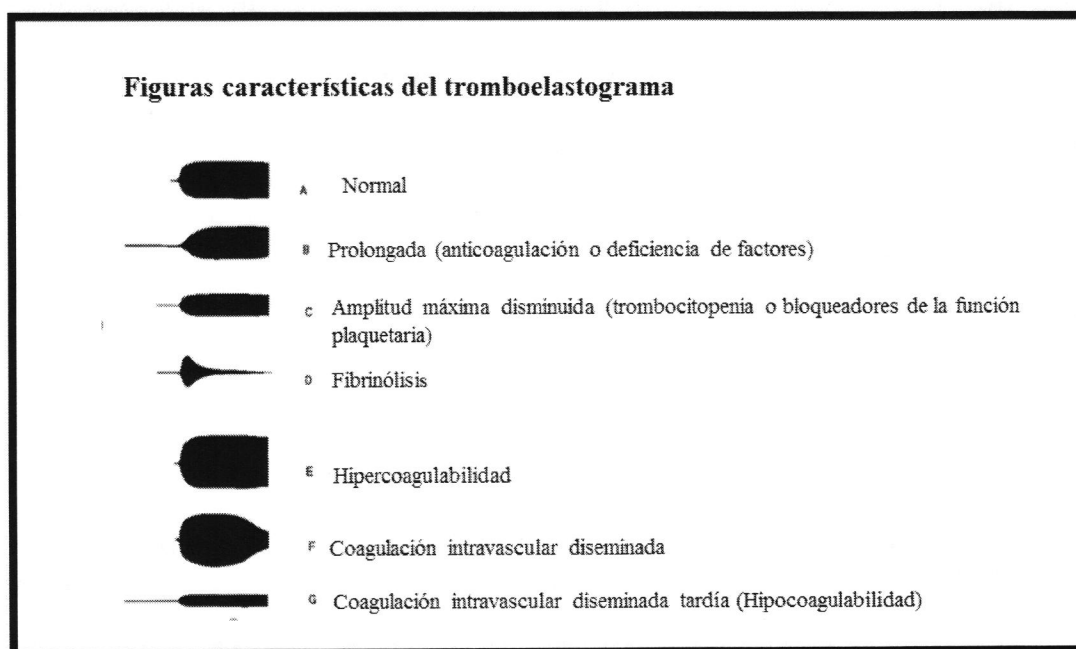 Figuras características del tromboelastograma
A Normal
B Prolongada (anticoagulación o deficiencia de factores)
C Amplitud máxima disminuida (trombocitopenia o bloqueadores de la función
plaquetaria)
D Fibrinólisis
E Hipercoagulabilidad
F Coagulación intravascular diseminada
G Coagulación intravascular diseminada tardía (Hipocoagulabilidad)